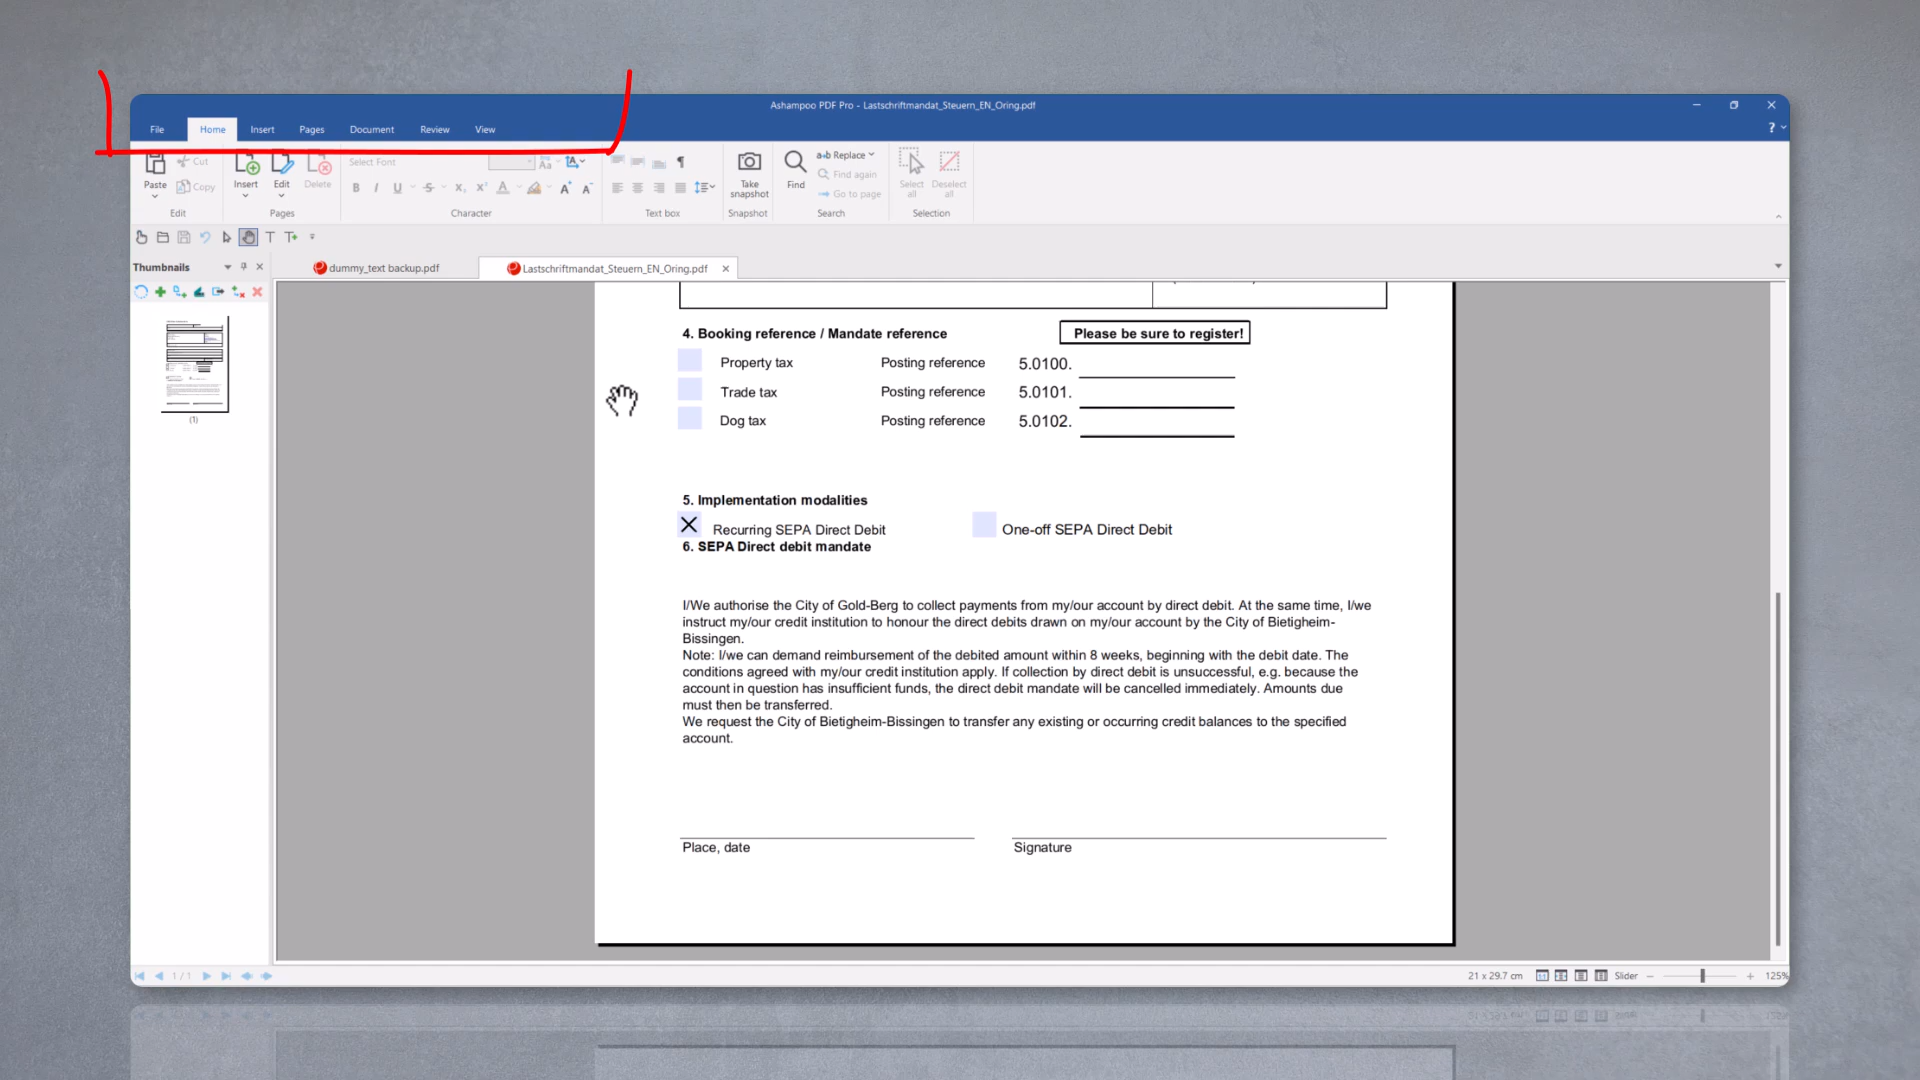 Ashampoo PDF Pro - Lastschriftmandat_Steuern_EN_Oring.pdf
File Home Insert Pages Document Review View ?
Paste Cut Copy Edit
Insert Edit Delete Pages
Select Font Aa A
B I U S X, X² A A A Character
¶ Text box
Take snapshot Snapshot
Find a→b Replace Find again Go to page Search
Select all Deselect all Selection
T T+
Thumbnails dummy_text backup.pdf Lastschriftmandat_Steuern_EN_Oring.pdf
(1)
4. Booking reference / Mandate reference Please be sure to register!
Property tax Posting reference 5.0100.
Trade tax Posting reference 5.0101.
Dog tax Posting reference 5.0102.
5. Implementation modalities
Recurring SEPA Direct Debit One-off SEPA Direct Debit
6. SEPA Direct debit mandate
I/We authorise the City of Gold-Berg to collect payments from my/our account by direct debit. At the same time, I/we
instruct my/our credit institution to honour the direct debits drawn on my/our account by the City of Bietigheim-
Bissingen.
Note: I/we can demand reimbursement of the debited amount within 8 weeks, beginning with the debit date. The
conditions agreed with my/our credit institution apply. If collection by direct debit is unsuccessful, e.g. because the
account in question has insufficient funds, the direct debit mandate will be cancelled immediately. Amounts due
must then be transferred.
We request the City of Bietigheim-Bissingen to transfer any existing or occurring credit balances to the specified
account.
Place, date Signature
1 / 1 21 x 29.7 cm Slider 125%